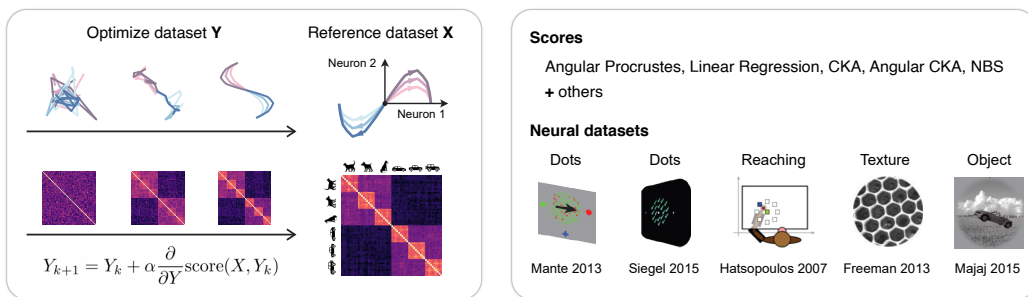 Optimize dataset Y
Reference dataset X
Neuron 2
Neuron 1
Y_{k+1} = Y_k + α ∂/∂Y score(X, Y_k)
Scores
Angular Procrustes, Linear Regression, CKA, Angular CKA, NBS
+ others
Neural datasets
Dots
Dots
Reaching
Texture
Object
Mante 2013
Siegel 2015
Hatsopoulos 2007
Freeman 2013
Majaj 2015